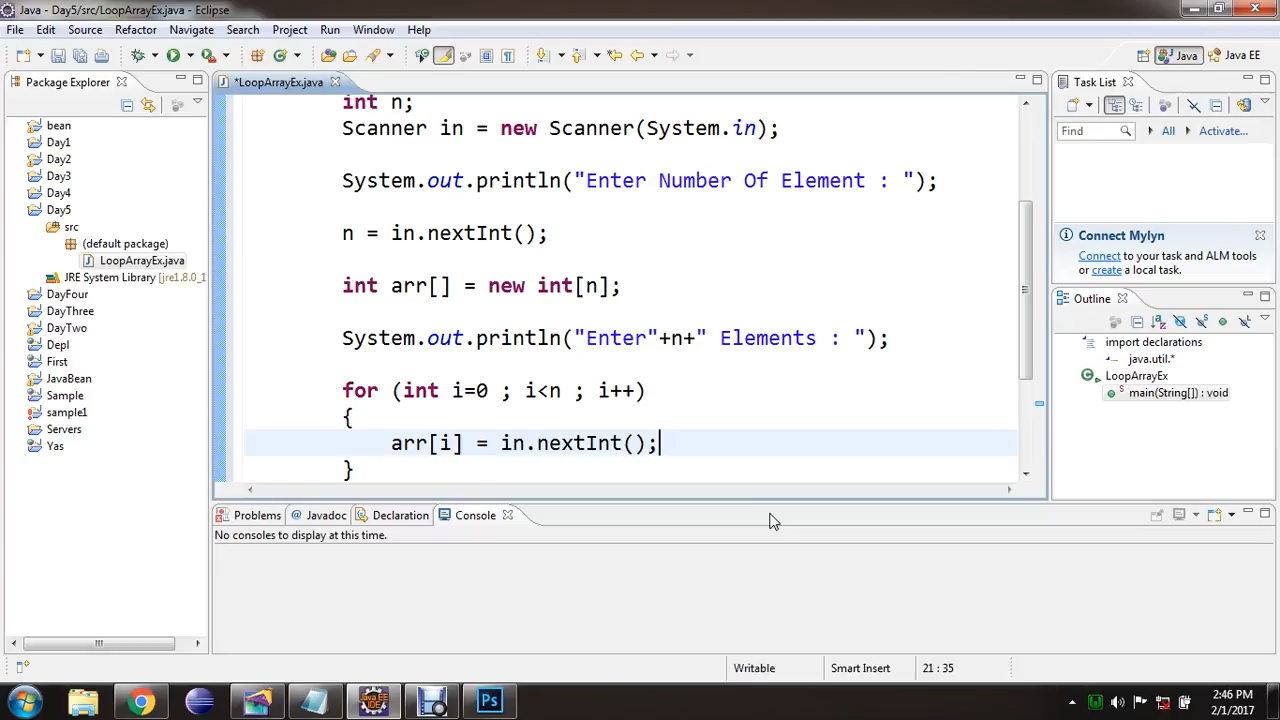 Java - Day5/src/LoopArrayEx.java - Eclipse
File Edit Source Refactor Navigate Search Project Run Window Help
Java Java EE
Package Explorer
*LoopArrayEx.java
Task List
bean
Day1
Day2
Day3
Day4
Day5
src
(default package)
LoopArrayEx.java
JRE System Library [jre1.8.0_1
DayFour
DayThree
DayTwo
Depl
First
JavaBean
Sample
sample1
Servers
Yas
int n;
Scanner in = new Scanner(System.in);
System.out.println("Enter Number Of Element : ");
n = in.nextInt();
int arr[] = new int[n];
System.out.println("Enter"+n+" Elements : ");
for (int i=0 ; i<n ; i++)
{
arr[i] = in.nextInt();
}
Find All Activate...
Connect Mylyn
Connect to your task and ALM tools
or create a local task.
Outline
import declarations
java.util.*
LoopArrayEx
main(String[]) : void
Problems @ Javadoc Declaration Console
No consoles to display at this time.
Writable Smart Insert 21 : 35
Java EE
IDE
Ps
2:46 PM
2/1/2017